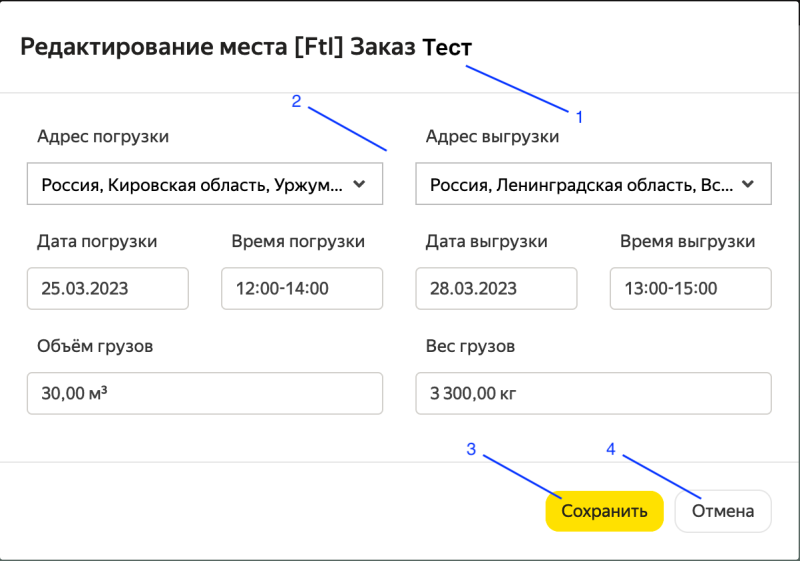 Редактирование места [Ftl] Заказ Тест
1
2
Адрес погрузки Адрес выгрузки
Россия, Кировская область, Уржум... Россия, Ленинградская область, Вс...
Дата погрузки Время погрузки Дата выгрузки Время выгрузки
25.03.2023 12:00-14:00 28.03.2023 13:00-15:00
Объём грузов Вес грузов
30,00 м³ 3 300,00 кг
3 4
Сохранить Отмена